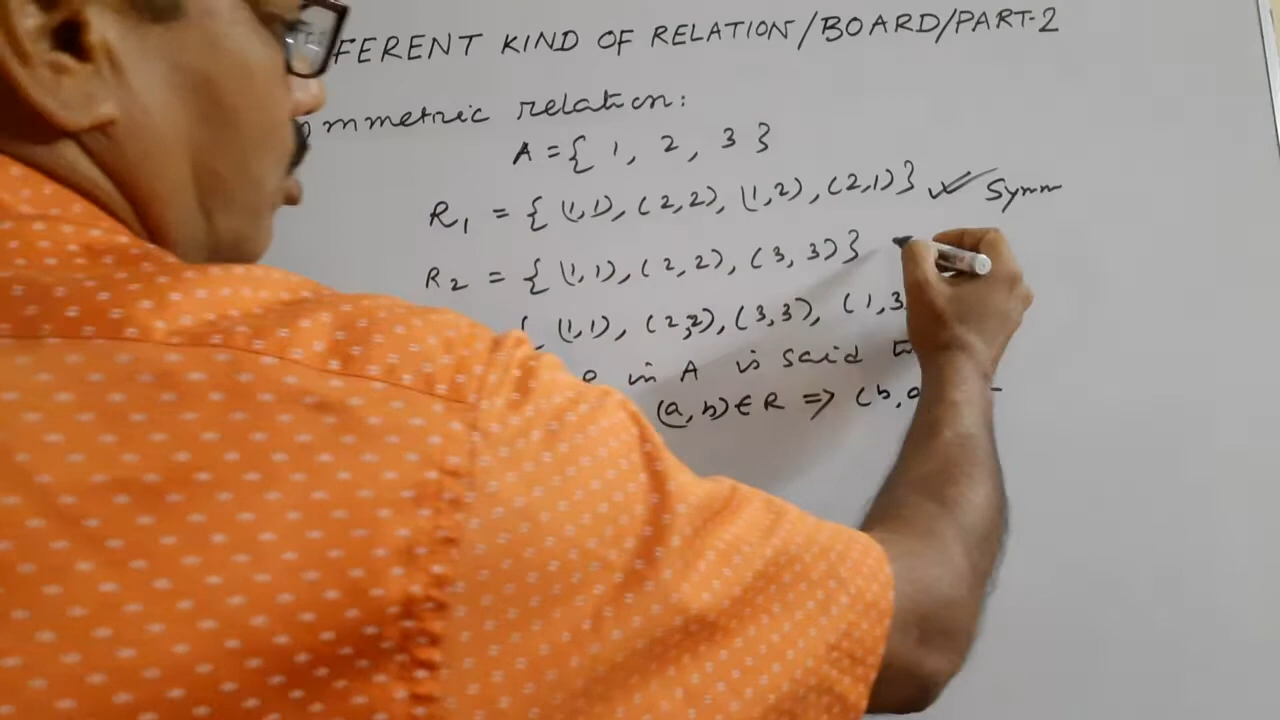 FERENT KIND OF RELATION/BOARD/PART-2
mmetric relation:
A = { 1, 2, 3 }
R1 = { (1,1), (2,2), (1,2), (2,1) } ✓ Symm
R2 = { (1,1), (2,2), (3,3) }
{ (1,1), (2,2), (3,3), (1,3
in A is said
(a, b) ∈ R => (b, a